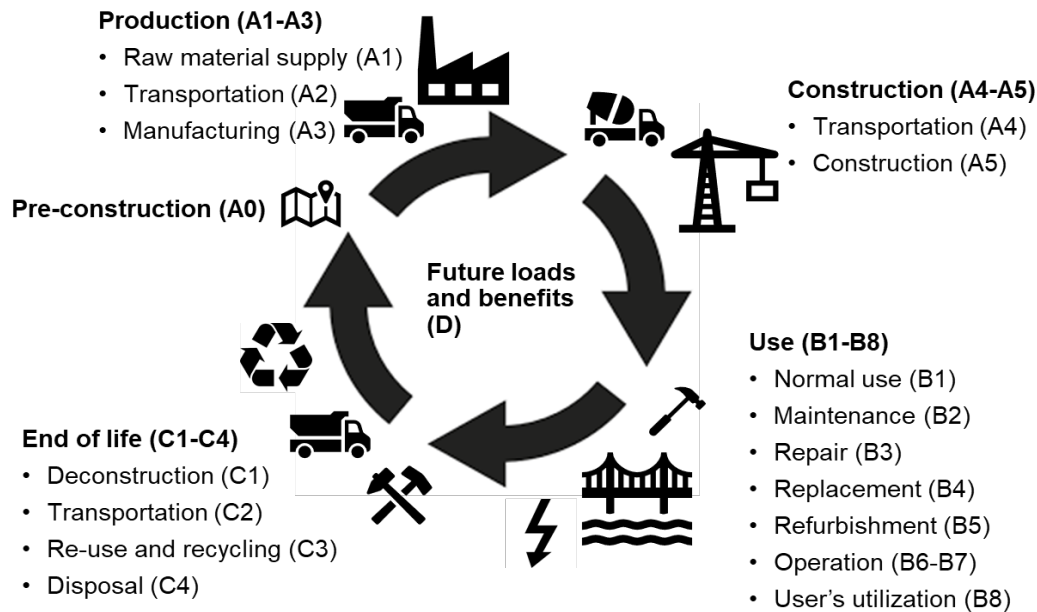 Production (A1-A3)
• Raw material supply (A1)
• Transportation (A2)
• Manufacturing (A3)
Construction (A4-A5)
• Transportation (A4)
• Construction (A5)
Pre-construction (A0)
Future loads
and benefits
(D)
Use (B1-B8)
• Normal use (B1)
• Maintenance (B2)
• Repair (B3)
• Replacement (B4)
• Refurbishment (B5)
• Operation (B6-B7)
• User's utilization (B8)
End of life (C1-C4)
• Deconstruction (C1)
• Transportation (C2)
• Re-use and recycling (C3)
• Disposal (C4)